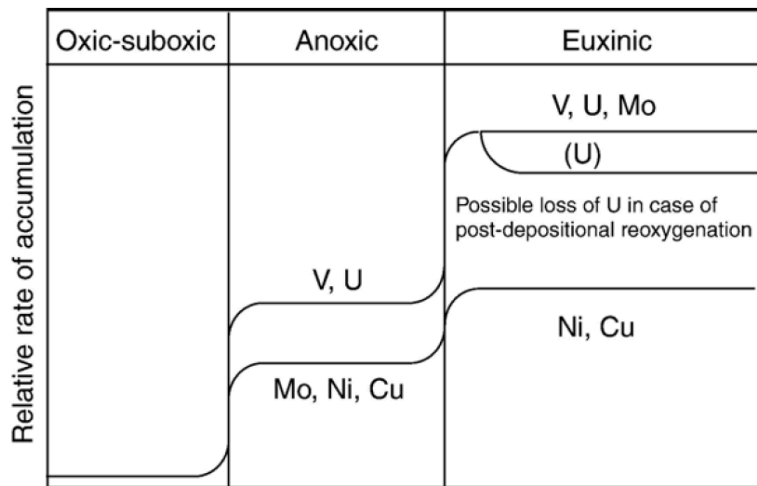 Oxic-suboxic
Anoxic
Euxinic
Relative rate of accumulation
V, U, Mo
(U)
Possible loss of U in case of
post-depositional reoxygenation
V, U
Ni, Cu
Mo, Ni, Cu